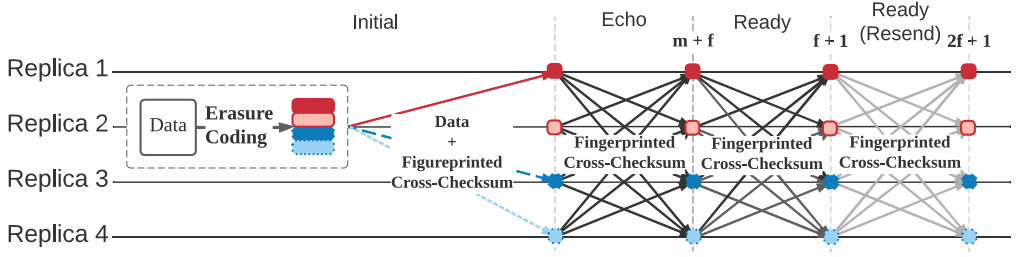 Initial
Echo
Ready
Ready
(Resend)
m + f
f + 1
2f + 1
Replica 1
Replica 2
Replica 3
Replica 4
Data
Erasure
Coding
Data
+
Figureprinted
Cross-Checksum
Fingerprinted
Cross-Checksum
Fingerprinted
Cross-Checksum
Fingerprinted
Cross-Checksum